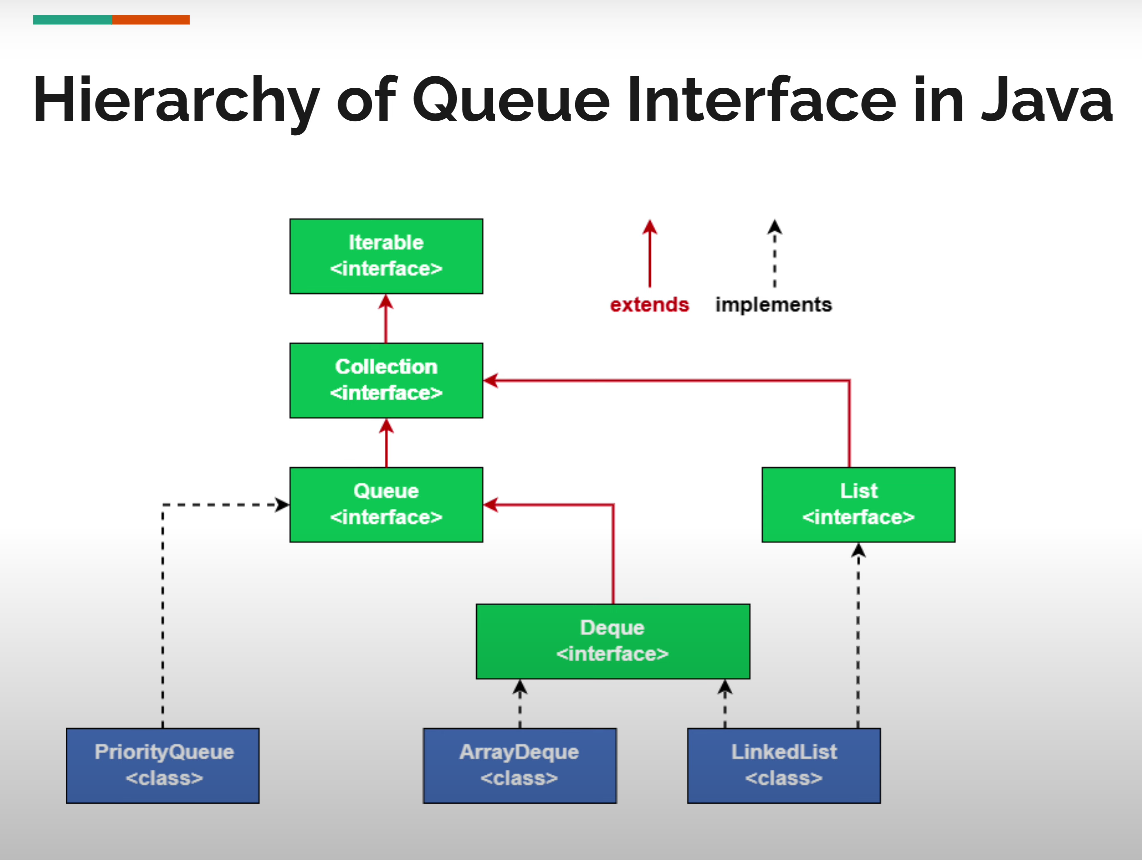 Hierarchy of Queue Interface in Java
Iterable
<interface>
extends
implements
Collection
<interface>
Queue
<interface>
List
<interface>
Deque
<interface>
PriorityQueue
<class>
ArrayDeque
<class>
LinkedList
<class>